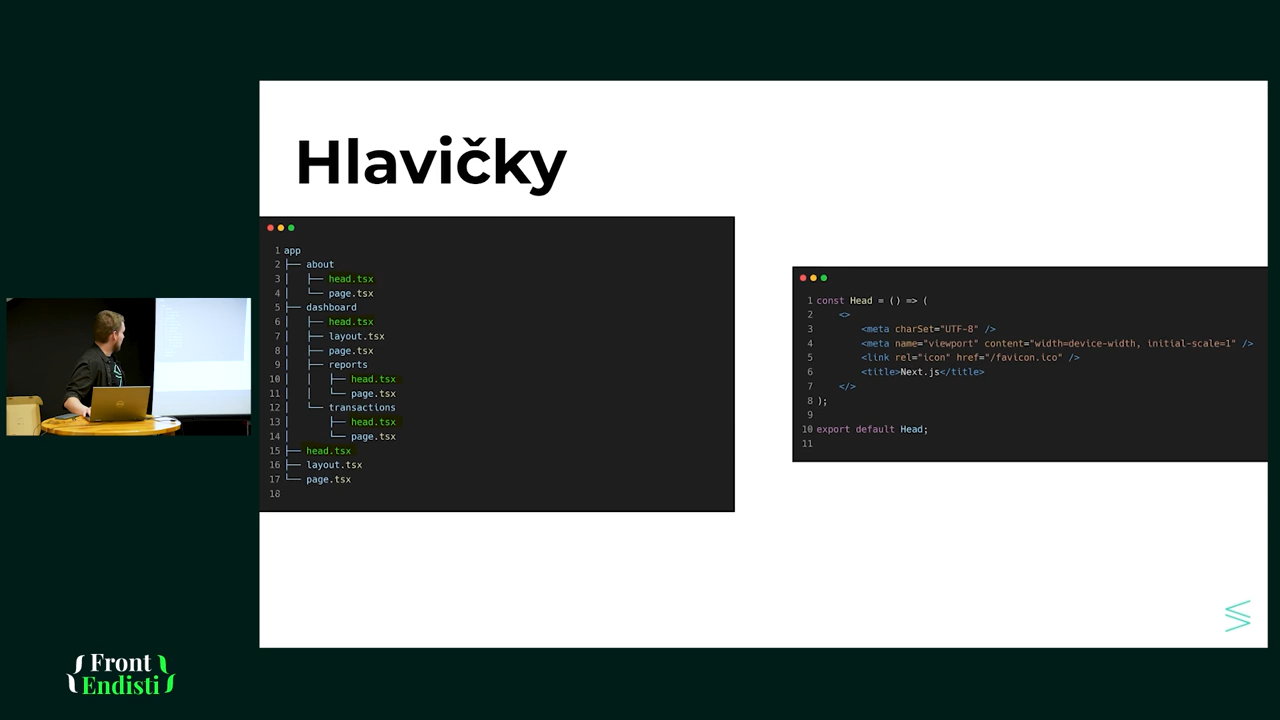 Hlavičky
1 app
2 ├── about
3 │   ├── head.tsx
4 │   └── page.tsx
5 ├── dashboard
6 │   ├── head.tsx
7 │   ├── layout.tsx
8 │   ├── page.tsx
9 │   ├── reports
10 │   │   ├── head.tsx
11 │   │   └── page.tsx
12 │   └── transactions
13 │       ├── head.tsx
14 │       └── page.tsx
15 ├── head.tsx
16 ├── layout.tsx
17 └── page.tsx
18
1 const Head = () => (
2     <>
3         <meta charSet="UTF-8" />
4         <meta name="viewport" content="width=device-width, initial-scale=1" />
5         <link rel="icon" href="/favicon.ico" />
6         <title>Next.js</title>
7     </>
8 );
9
10 export default Head;
11
{ Front }
{ Endisti }